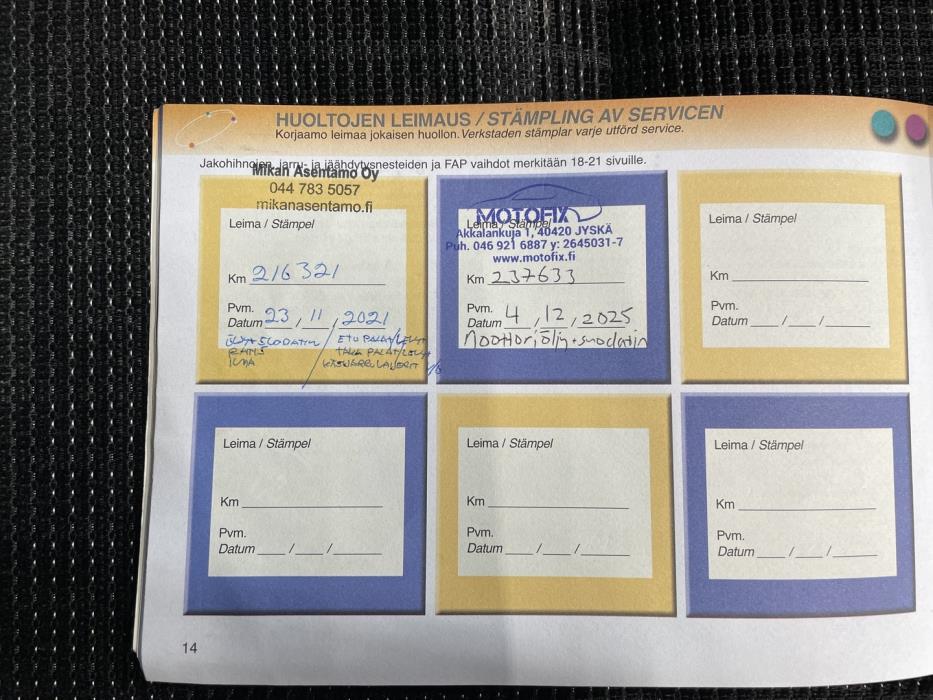 HUOLTOJEN LEIMAUS / STÄMPLING AV SERVICEN
Korjaamo leimaa jokaisen huollon. Verkstaden stämplar varje utförd service.
Jakohihnojen, jarru- ja jäähdytysnesteiden ja FAP vaihdot merkitään 18-21 sivuille.
Mikan Asentamo Oy
044 783 5057
mikanasentamo.fi
Leima / Stämpel
Km 216 321
Pvm.
Datum 23 / 11 / 2021
RATIS
ILMA
MOTOFIX
Leima / Stämpel
Akkalankuja 1, 40420 JYSKÄ
Puh. 046 921 6887 y: 2645031-7
www.motofix.fi
Km 237633
Pvm.
Datum 4 / 12 / 2025
Moottoriöljy+suodatin
Leima / Stämpel
Km
Pvm.
Datum / /
Leima / Stämpel
Km
Pvm.
Datum / /
Leima / Stämpel
Km
Pvm.
Datum / /
Leima / Stämpel
Km
Pvm.
Datum / /
14